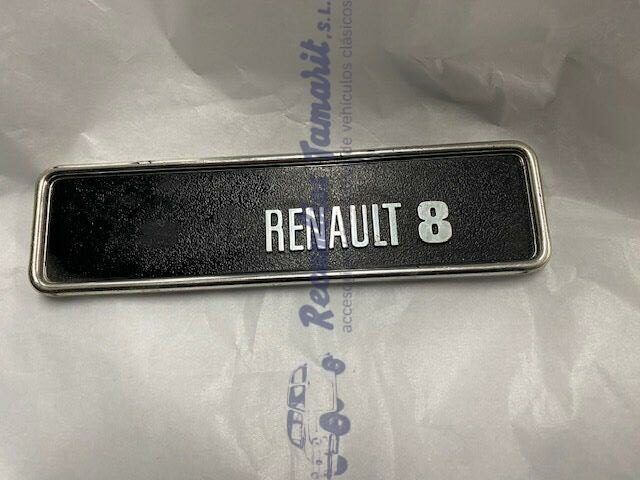 RENAULT 8
Recambios Tamarit, S.L.
accesorios de vehículos clásicos